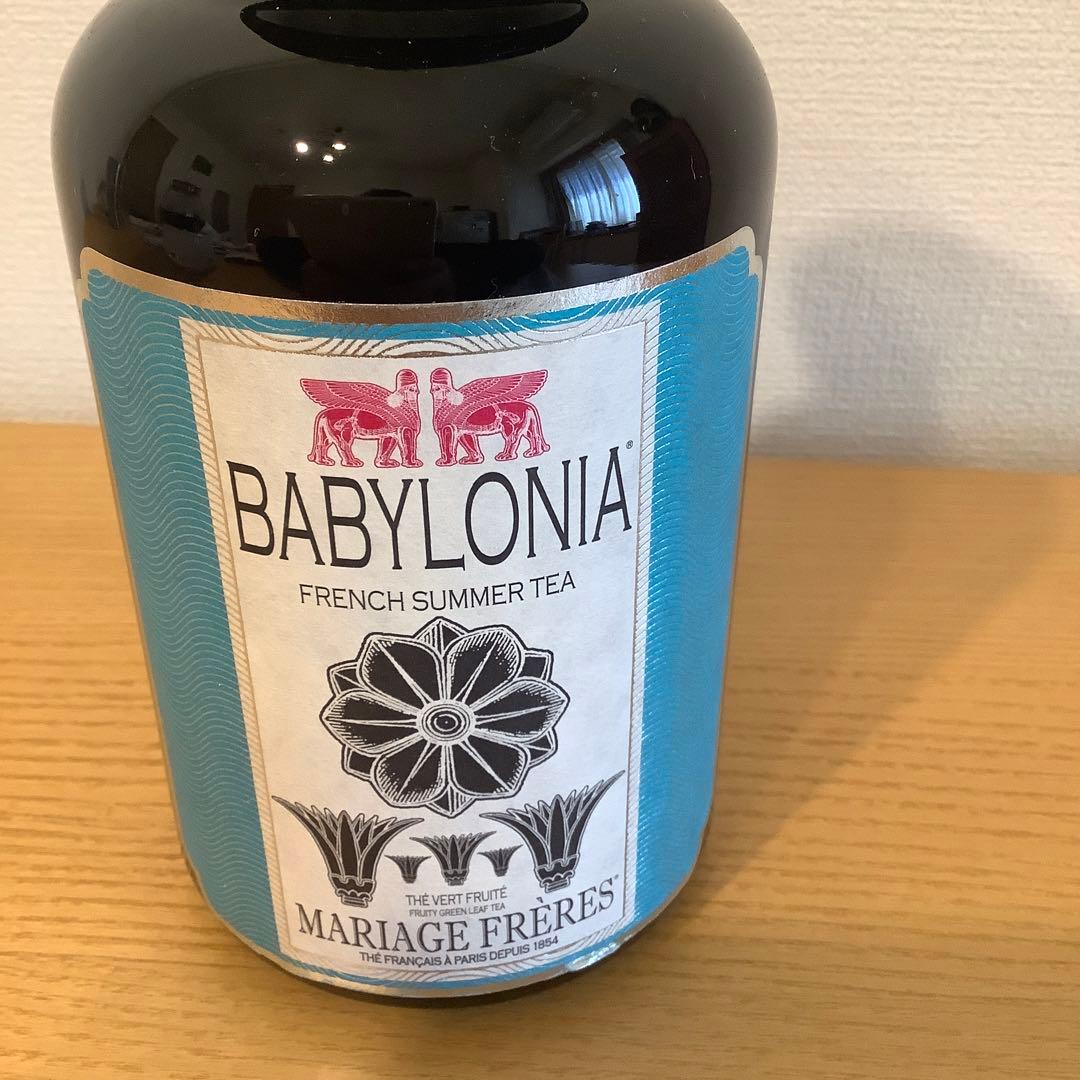 BABYLONIA®
FRENCH SUMMER TEA
THÉ VERT FRUITÉ
FRUITY GREEN LEAF TEA
MARIAGE FRÈRES®
THÉ FRANÇAIS À PARIS DEPUIS 1854